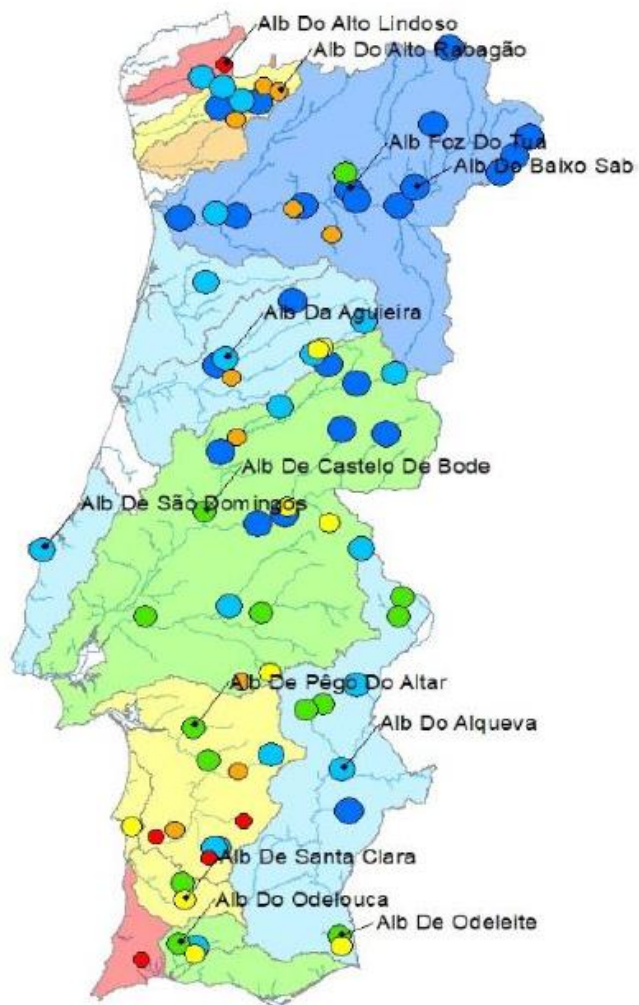 Alb Do Alto Lindoso
Alb Do Alto Rabagão
Alb Foz Do Tua
Alb Do Baixo Sab
Alb Da Aguieira
Alb De Castelo De Bode
Alb De São Domingos
Alb De Pêgo Do Altar
Alb Do Alqueva
Alb De Santa Clara
Alb Do Odelouca
Alb De Odeleite